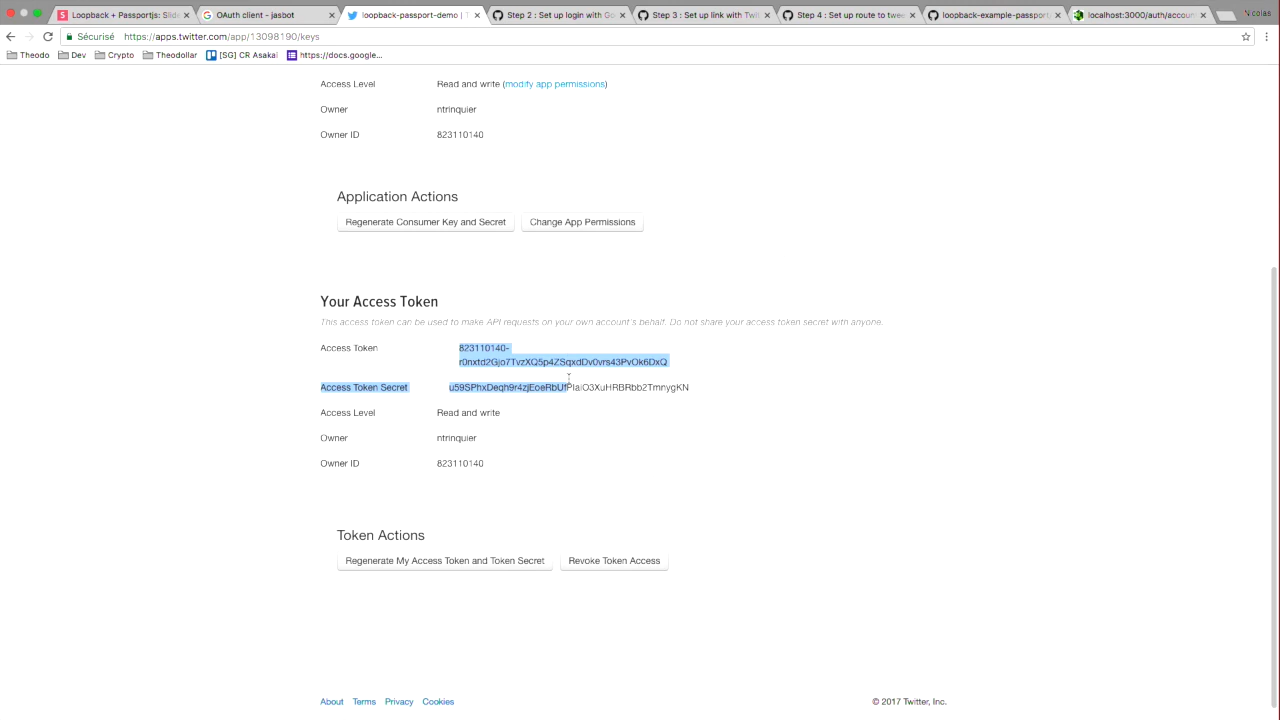 Loopback + Passportjs: Slide
OAuth client - jasbot
loopback-passport-demo | T
Step 2 : Set up login with Go
Step 3 : Set up link with Twit
Step 4 : Set up route to twee
loopback-example-passport
localhost:3000/auth/accoun
Nicolas
Sécurisé https://apps.twitter.com/app/13098190/keys
Theodo Dev Crypto Theodollar [SG] CR Asakai https://docs.google...
Access Level Read and write (modify app permissions)
Owner ntrinquier
Owner ID 823110140
Application Actions
Regenerate Consumer Key and Secret Change App Permissions
Your Access Token
This access token can be used to make API requests on your own account's behalf. Do not share your access token secret with anyone.
Access Token 823110140-
Access Token Secret
Access Level Read and write
Owner ntrinquier
Owner ID 823110140
Token Actions
Regenerate My Access Token and Token Secret Revoke Token Access
About Terms Privacy Cookies © 2017 Twitter, Inc.